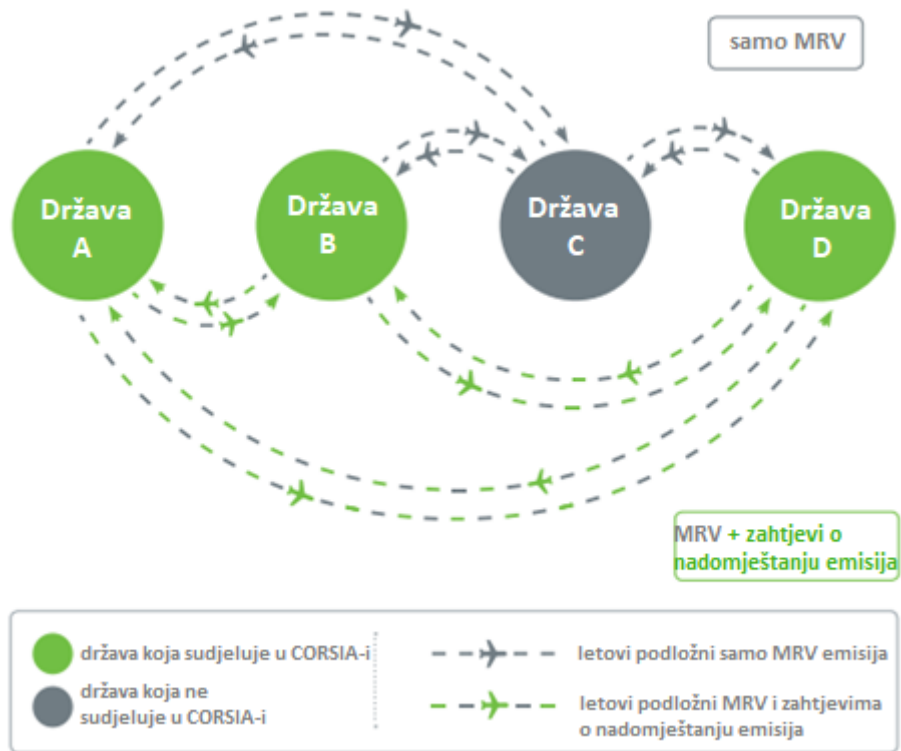 samo MRV
Država
A
Država
B
Država
C
Država
D
MRV + zahtjevi o
nadomještanju emisija
država koja sudjeluje u CORSIA-i
država koja ne
sudjeluje u CORSIA-i
letovi podložni samo MRV emisija
letovi podložni MRV i zahtjevima
o nadomještanju emisija